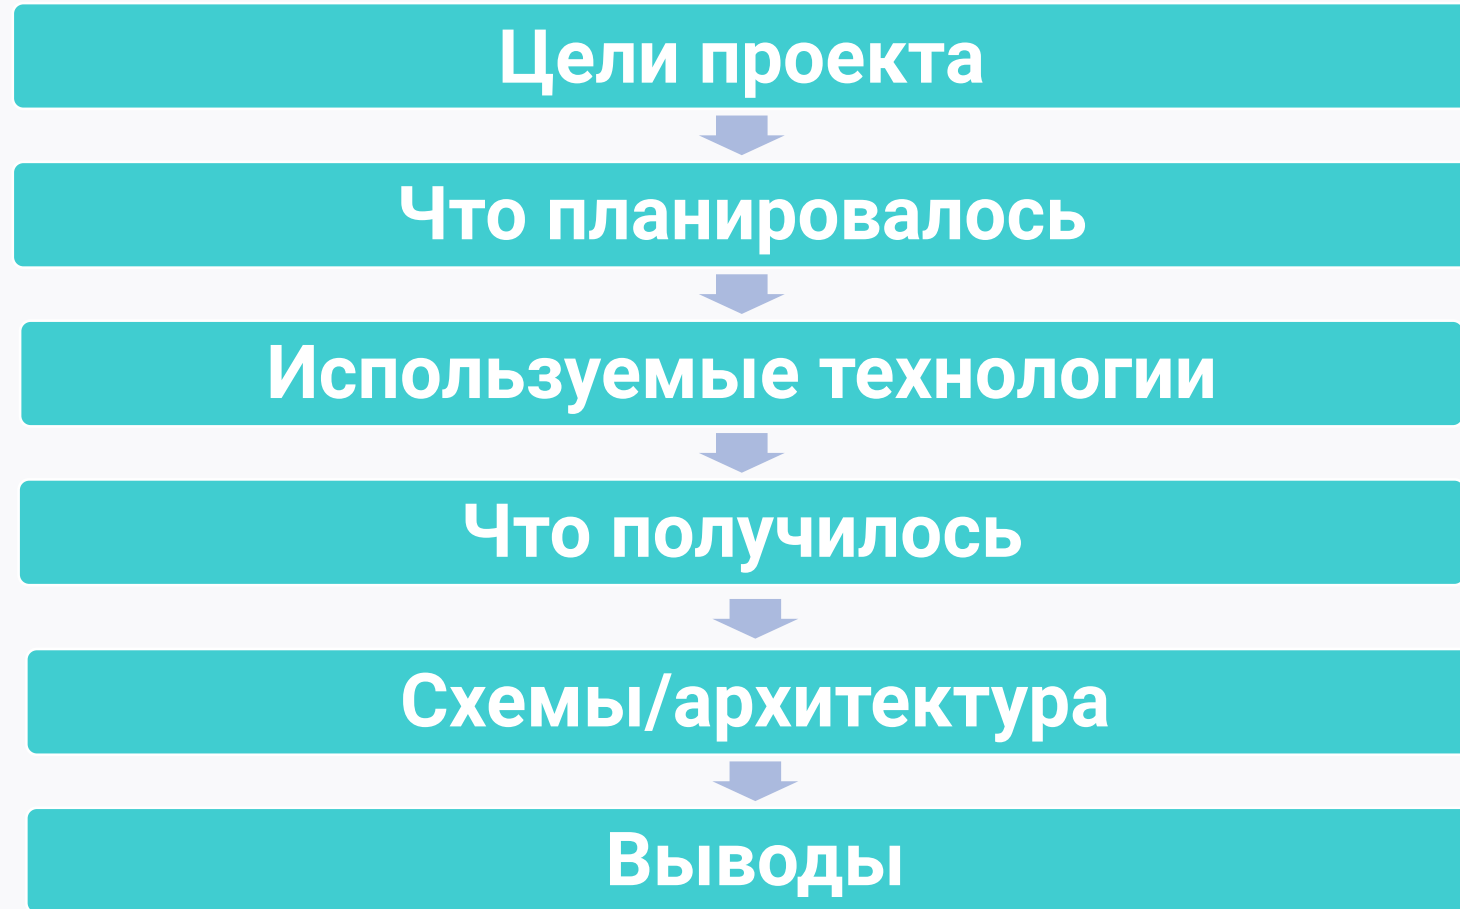 Цели проекта
Что планировалось
Используемые технологии
Что получилось
Схемы/архитектура
Выводы